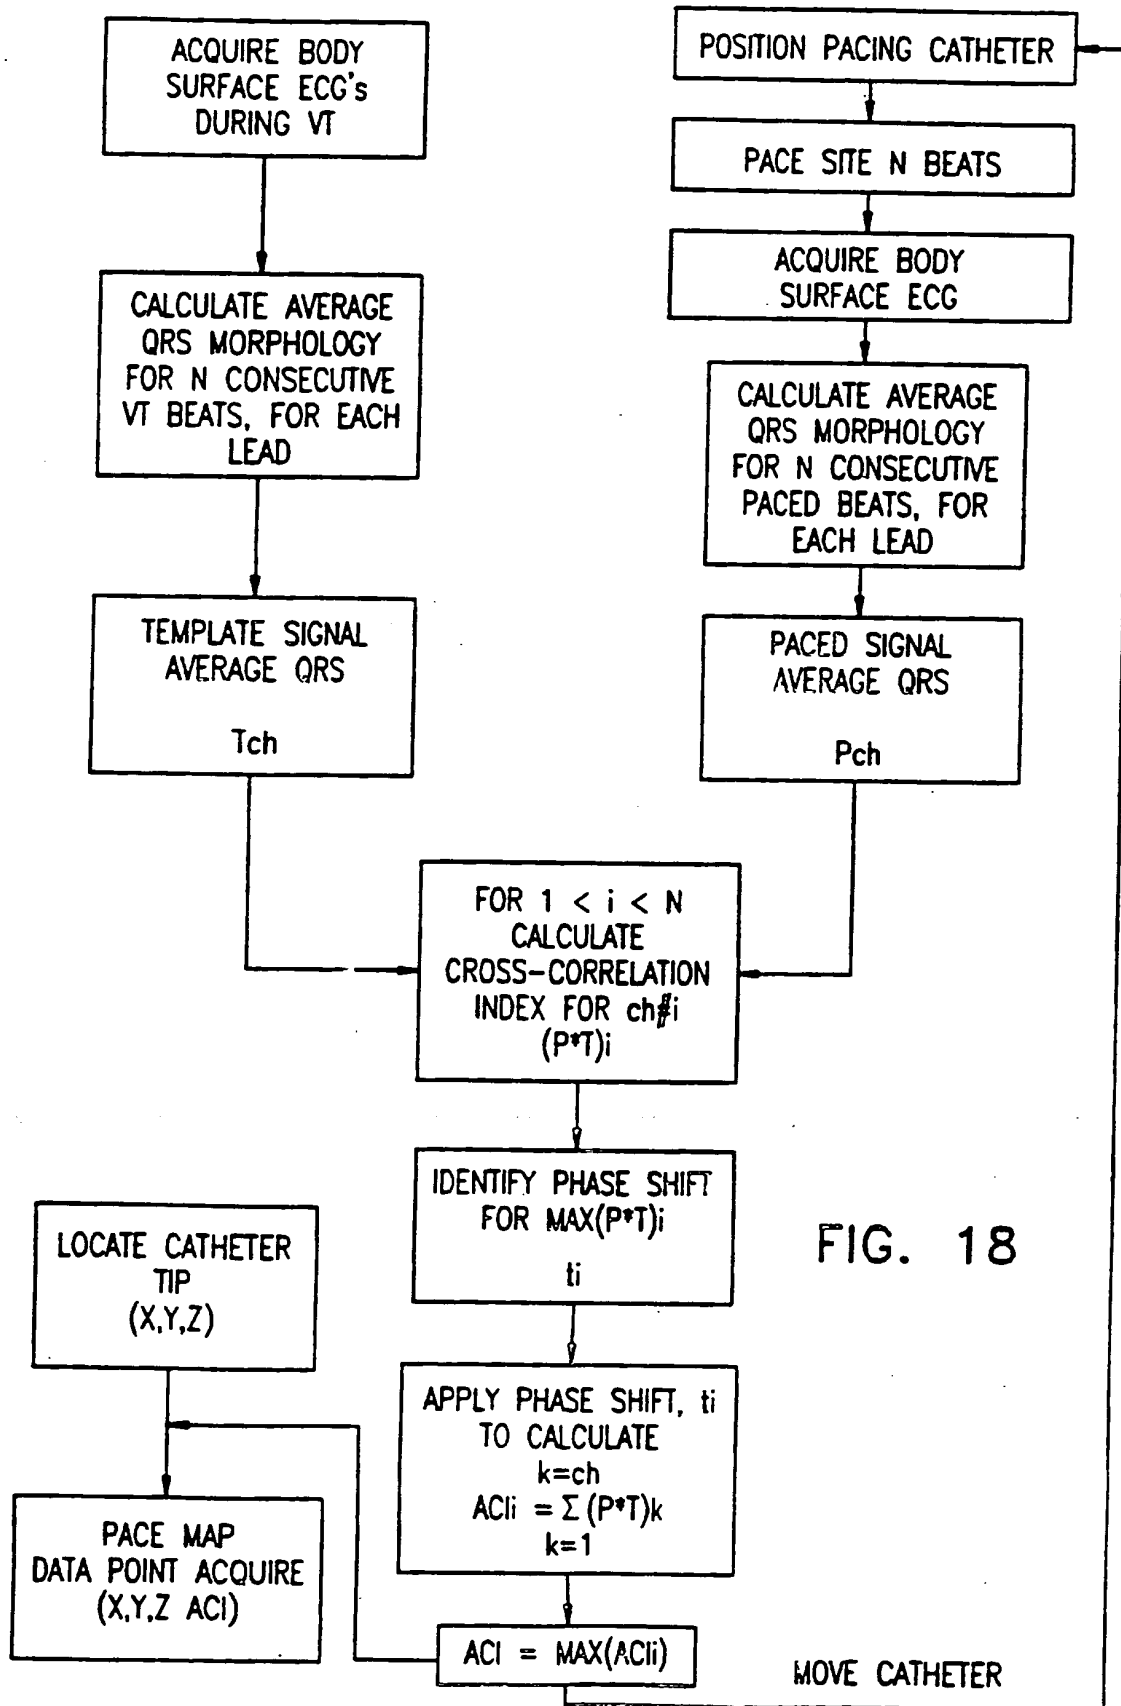 ACQUIRE BODY
SURFACE ECG's
DURING VT
CALCULATE AVERAGE
QRS MORPHOLOGY
FOR N CONSECUTIVE
VT BEATS, FOR EACH
LEAD
TEMPLATE SIGNAL
AVERAGE QRS
Tch
POSITION PACING CATHETER
PACE SITE N BEATS
ACQUIRE BODY
SURFACE ECG
CALCULATE AVERAGE
QRS MORPHOLOGY
FOR N CONSECUTIVE
PACED BEATS, FOR
EACH LEAD
PACED SIGNAL
AVERAGE QRS
Pch
FOR 1 < i < N
CALCULATE
CROSS-CORRELATION
INDEX FOR ch#i
(P*T)i
IDENTIFY PHASE SHIFT
FOR MAX(P*T)i
ti
APPLY PHASE SHIFT, ti
TO CALCULATE
k=ch
ACIi = Σ (P*T)k
k=1
ACI = MAX(ACIi)
LOCATE CATHETER
TIP
(X,Y,Z)
PACE MAP
DATA POINT ACQUIRE
(X,Y,Z ACI)
MOVE CATHETER
FIG. 18